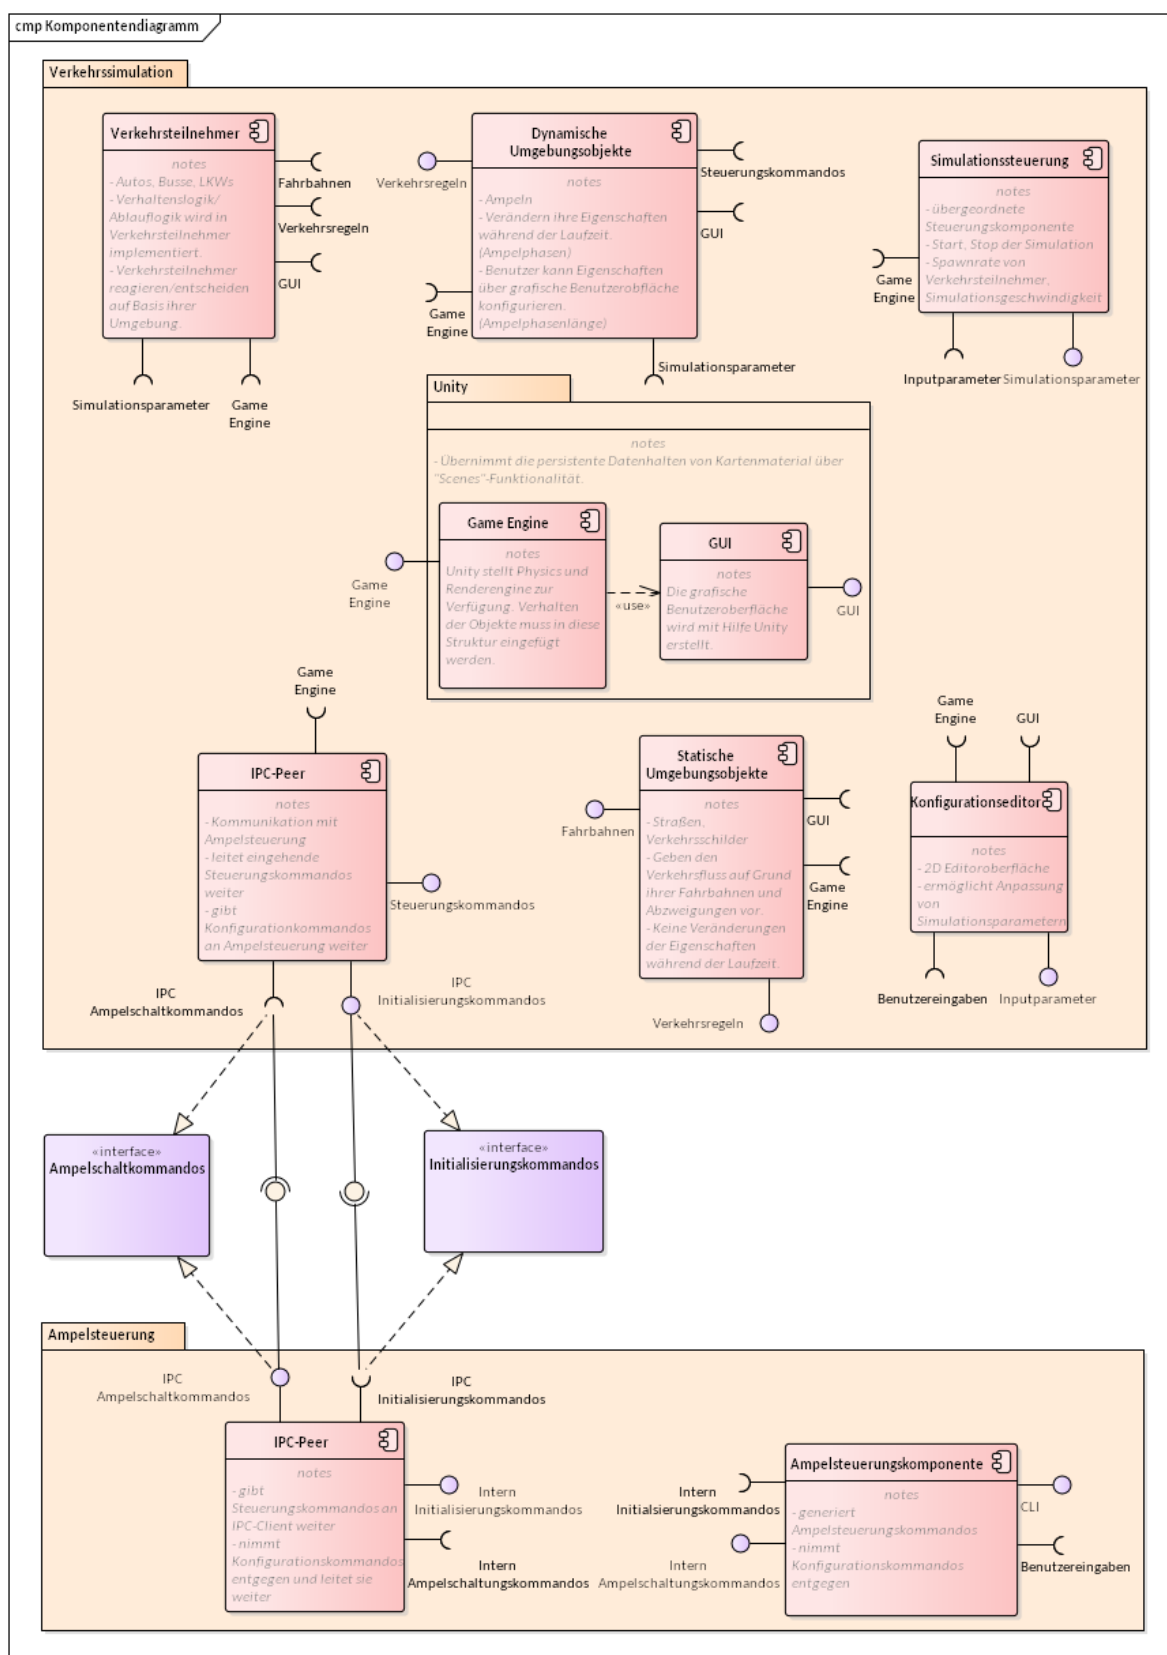 cmp Komponentendiagramm
Verkehrssimulation
Verkehrsteilnehmer
notes
- Autos, Busse, LKWs
- Verhaltenslogik/
Ablauflogik wird in
Verkehrsteilnehmer
implementiert.
- Verkehrsteilnehmer
reagieren/entscheiden
auf Basis ihrer
Umgebung.
Fahrbahnen
Verkehrsregeln
GUI
Simulationsparameter
Game
Engine
Dynamische
Umgebungsobjekte
notes
- Ampeln
- Verändern ihre Eigenschaften
während der Laufzeit.
(Ampelphasen)
- Benutzer kann Eigenschaften
über grafische Benutzerobfläche
konfigurieren.
(Ampelphasenlänge)
Verkehrsregeln
Game
Engine
Steuerungskommandos
GUI
Simulationsparameter
Simulationssteuerung
notes
- übergeordnete
Steuerungskomponente
- Start, Stop der Simulation
- Spawnrate von
Verkehrsteilnehmer,
Simulationsgeschwindigkeit
Game
Engine
Inputparameter
Simulationsparameter
Unity
notes
- Übernimmt die persistente Datenhalten von Kartenmaterial über
"Scenes"-Funktionalität.
Game Engine
notes
Unity stellt Physics und
Renderengine zur
Verfügung. Verhalten
der Objekte muss in diese
Struktur eingefügt
werden.
Game
Engine
«use»
GUI
notes
Die grafische
Benutzeroberfläche
wird mit Hilfe Unity
erstellt.
GUI
Game
Engine
IPC-Peer
notes
- Kommunikation mit
Ampelsteuerung
- leitet eingehende
Steuerungskommandos
weiter
- gibt
Konfigurationkommandos
an Ampelsteuerung weiter
Steuerungskommandos
IPC
Ampelschaltkommandos
IPC
Initialisierungskommandos
Statische
Umgebungsobjekte
notes
- Straßen,
Verkehrsschilder
- Geben den
Verkehrsfluss auf Grund
ihrer Fahrbahnen und
Abzweigungen vor.
- Keine Veränderungen
der Eigenschaften
während der Laufzeit.
Fahrbahnen
GUI
Game
Engine
Verkehrsregeln
Game
Engine
GUI
Konfigurationseditor
notes
- 2D Editoroberfläche
- ermöglicht Anpassung
von
Simulationsparametern
Benutzereingaben
Inputparameter
«interface»
Ampelschaltkommandos
«interface»
Initialisierungskommandos
Ampelsteuerung
IPC
Ampelschaltkommandos
IPC
Initialisierungskommandos
IPC-Peer
notes
- gibt
Steuerungskommandos an
IPC-Client weiter
- nimmt
Konfigurationskommandos
entgegen und leitet sie
weiter
Intern
Initialisierungskommandos
Intern
Ampelschaltungskommandos
Intern
Initialsierungskommandos
Intern
Ampelschaltungskommandos
Ampelsteuerungskomponente
notes
- generiert
Ampelsteuerungskommandos
- nimmt
Konfigurationskommandos
entgegen
CLI
Benutzereingaben